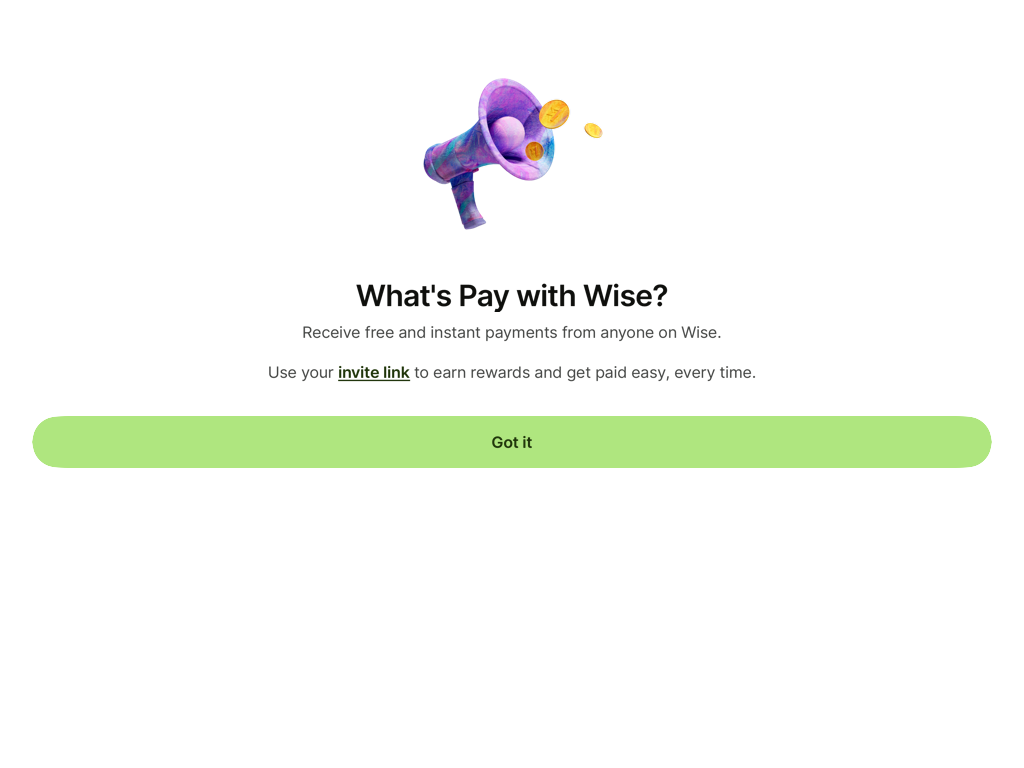 What's Pay with Wise?
Receive free and instant payments from anyone on Wise.
Use your invite link to earn rewards and get paid easy, every time.
Got it